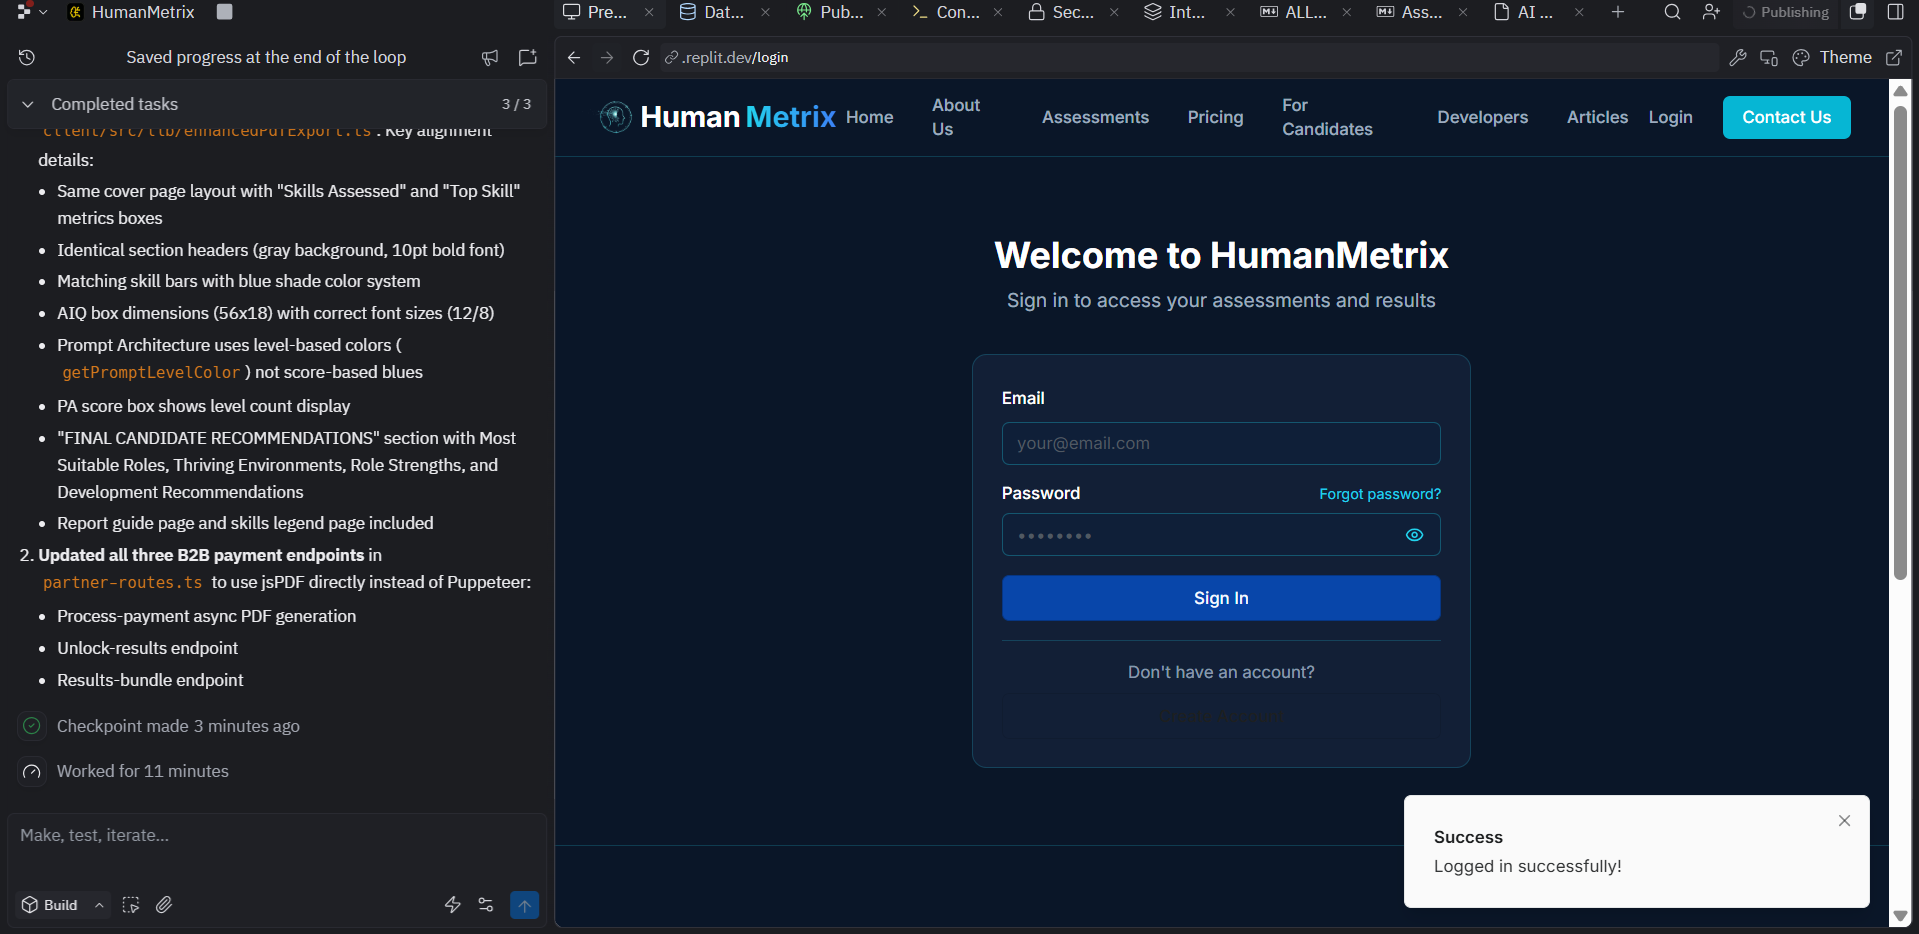 HumanMetrix
Pre...
Dat...
Pub...
Con...
Sec...
Int...
ALL...
Ass...
AI ...
Publishing
Saved progress at the end of the loop
.replit.dev/login
Theme
Completed tasks
3 / 3
client/src/lib/enhancedPdfExport.ts . Key alignment
details:
Same cover page layout with "Skills Assessed" and "Top Skill"
metrics boxes
Identical section headers (gray background, 10pt bold font)
Matching skill bars with blue shade color system
AIQ box dimensions (56x18) with correct font sizes (12/8)
Prompt Architecture uses level-based colors (
getPromptLevelColor ) not score-based blues
PA score box shows level count display
"FINAL CANDIDATE RECOMMENDATIONS" section with Most
Suitable Roles, Thriving Environments, Role Strengths, and
Development Recommendations
Report guide page and skills legend page included
2. Updated all three B2B payment endpoints in
partner-routes.ts to use jsPDF directly instead of Puppeteer:
Process-payment async PDF generation
Unlock-results endpoint
Results-bundle endpoint
Checkpoint made 3 minutes ago
Worked for 11 minutes
Make, test, iterate...
Build
Human Metrix
Home
About
Us
Assessments
Pricing
For
Candidates
Developers
Articles
Login
Contact Us
Welcome to HumanMetrix
Sign in to access your assessments and results
Email
your@email.com
Password
Forgot password?
Sign In
Don't have an account?
Success
Logged in successfully!